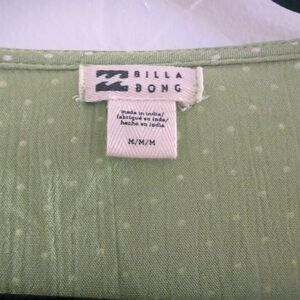 BILLA
BONG
made in india/
fabriqué en inde/
hecho en india
M/M/M